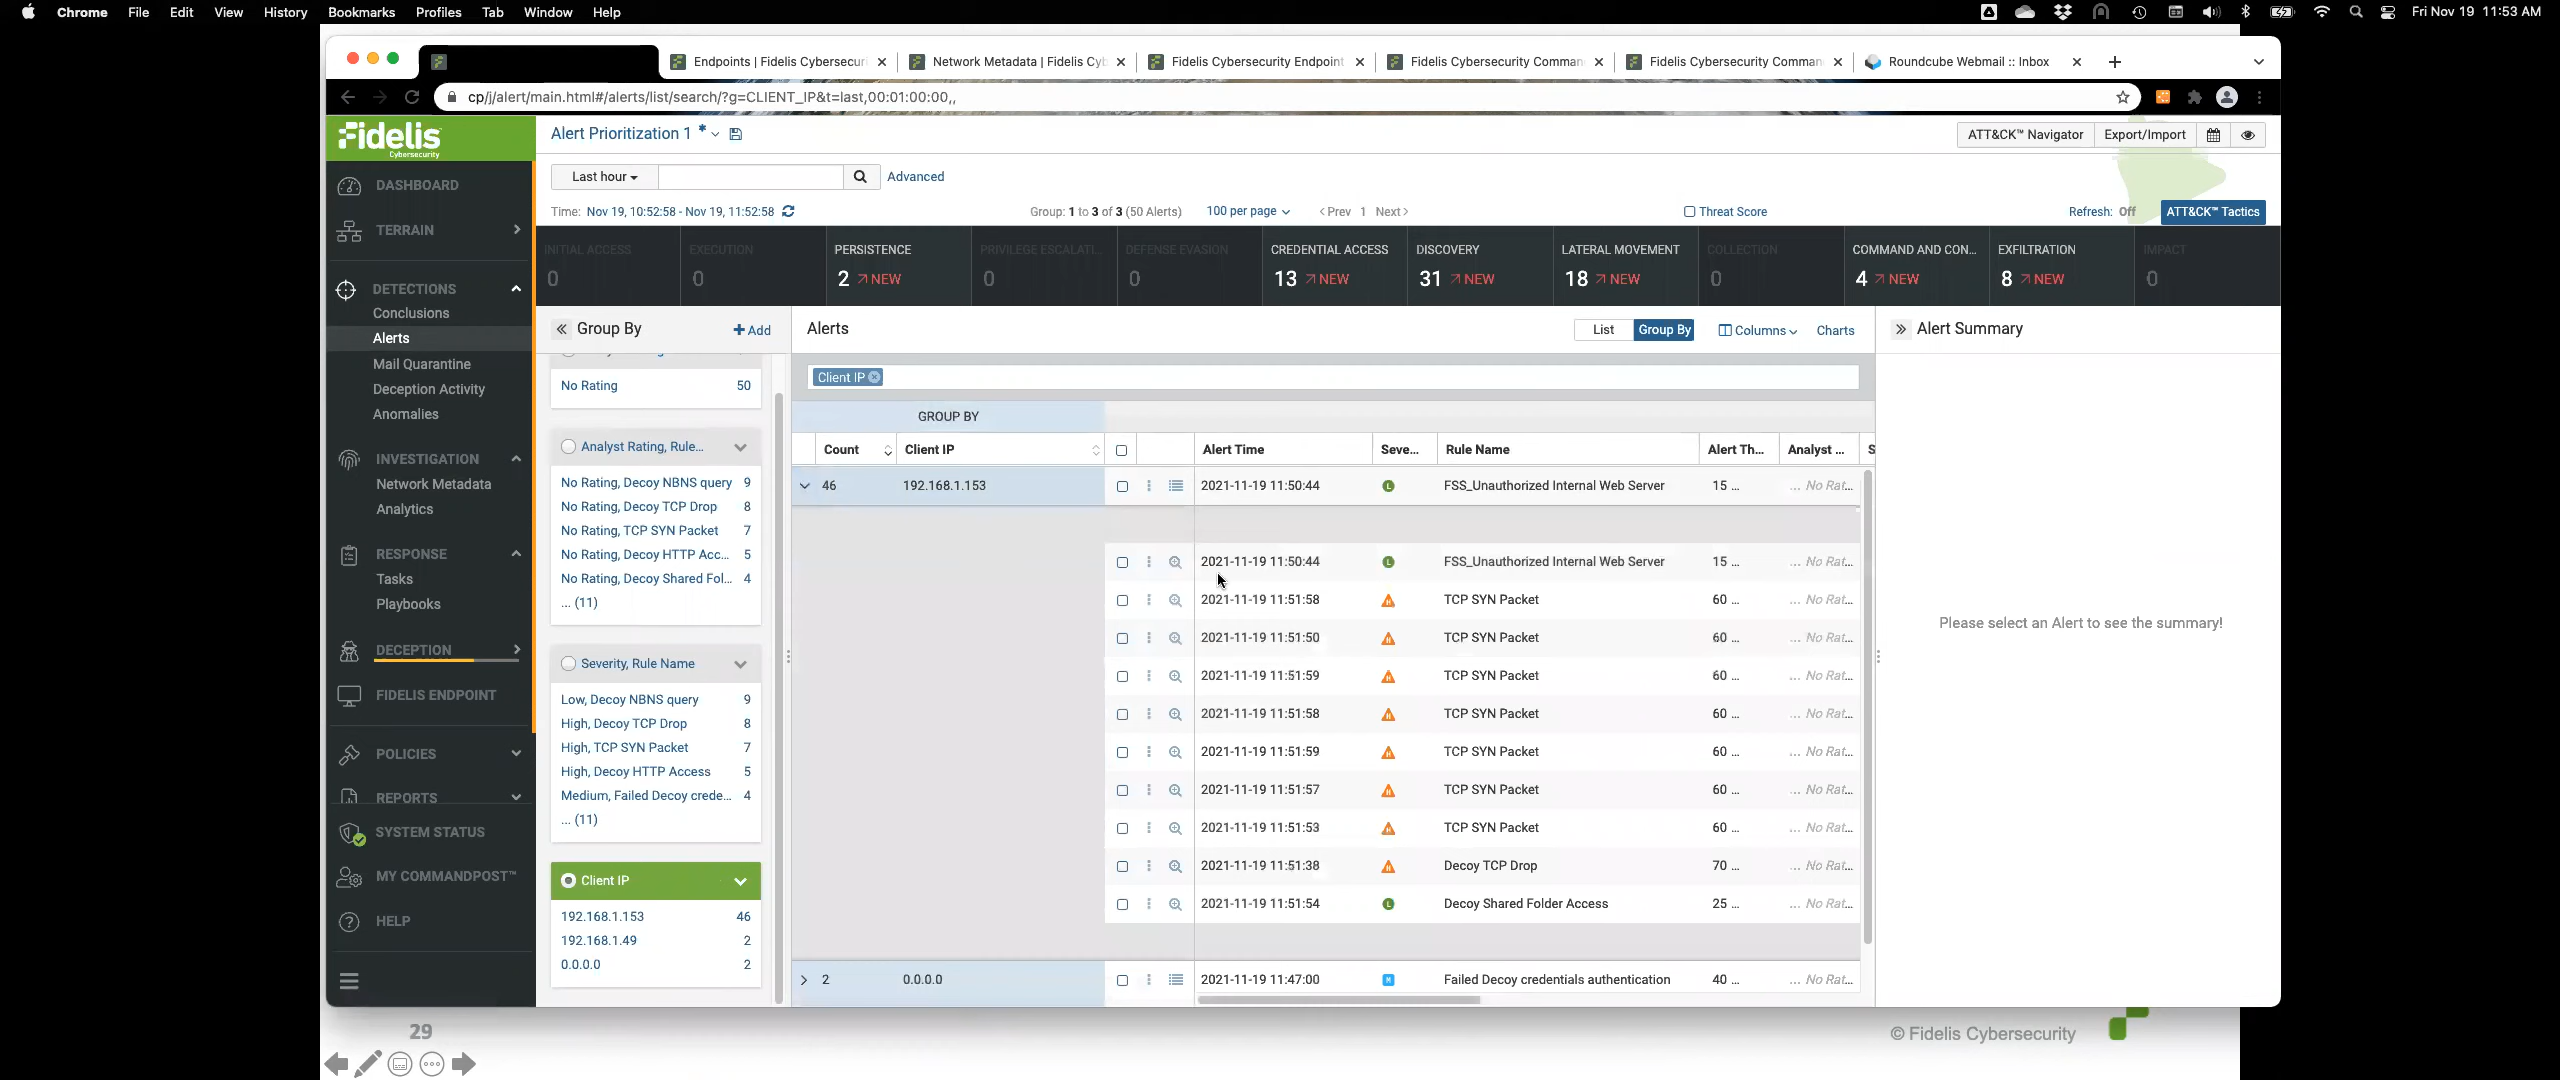 Chrome File Edit View History Bookmarks Profiles Tab Window Help Fri Nov 19 11:53 AM
Endpoints | Fidelis Cybersecuri Network Metadata | Fidelis Cyb Fidelis Cybersecurity Endpoint Fidelis Cybersecurity Comman Fidelis Cybersecurity Comman Roundcube Webmail :: Inbox
cp/j/alert/main.html#/alerts/list/search/?g=CLIENT_IP&t=last,00:01:00:00,,
Fidelis
Cybersecurity
Alert Prioritization 1 *
ATT&CK™ Navigator Export/Import
Last hour Advanced
Time: Nov 19, 10:52:58 - Nov 19, 11:52:58 Group: 1 to 3 of 3 (50 Alerts) 100 per page < Prev 1 Next > Threat Score Refresh: Off ATT&CK™ Tactics
INITIAL ACCESS EXECUTION PERSISTENCE PRIVILEGE ESCALATI... DEFENSE EVASION CREDENTIAL ACCESS DISCOVERY LATERAL MOVEMENT COLLECTION COMMAND AND CON... EXFILTRATION IMPACT
0 0 2 NEW 0 0 13 NEW 31 NEW 18 NEW 0 4 NEW 8 NEW 0
DASHBOARD
TERRAIN
DETECTIONS
Conclusions
Alerts
Mail Quarantine
Deception Activity
Anomalies
INVESTIGATION
Network Metadata
Analytics
RESPONSE
Tasks
Playbooks
DECEPTION
FIDELIS ENDPOINT
POLICIES
REPORTS
SYSTEM STATUS
MY COMMANDPOST™
HELP
Group By + Add
No Rating 50
Analyst Rating, Rule...
No Rating, Decoy NBNS query 9
No Rating, Decoy TCP Drop 8
No Rating, TCP SYN Packet 7
No Rating, Decoy HTTP Acc... 5
No Rating, Decoy Shared Fol... 4
... (11)
Severity, Rule Name
Low, Decoy NBNS query 9
High, Decoy TCP Drop 8
High, TCP SYN Packet 7
High, Decoy HTTP Access 5
Medium, Failed Decoy crede... 4
... (11)
Client IP
192.168.1.153 46
192.168.1.49 2
0.0.0.0 2
Alerts List Group By Columns Charts
Client IP
GROUP BY
Count Client IP Alert Time Seve... Rule Name Alert Th... Analyst ... S
46 192.168.1.153 2021-11-19 11:50:44 L FSS_Unauthorized Internal Web Server 15 ... ... No Rat...
2021-11-19 11:50:44 L FSS_Unauthorized Internal Web Server 15 ... ... No Rat...
2021-11-19 11:51:58 H TCP SYN Packet 60 ... ... No Rat...
2021-11-19 11:51:50 H TCP SYN Packet 60 ... ... No Rat...
2021-11-19 11:51:59 H TCP SYN Packet 60 ... ... No Rat...
2021-11-19 11:51:58 H TCP SYN Packet 60 ... ... No Rat...
2021-11-19 11:51:59 H TCP SYN Packet 60 ... ... No Rat...
2021-11-19 11:51:57 H TCP SYN Packet 60 ... ... No Rat...
2021-11-19 11:51:53 H TCP SYN Packet 60 ... ... No Rat...
2021-11-19 11:51:38 H Decoy TCP Drop 70 ... ... No Rat...
2021-11-19 11:51:54 L Decoy Shared Folder Access 25 ... ... No Rat...
2 0.0.0.0 2021-11-19 11:47:00 M Failed Decoy credentials authentication 40 ... ... No Rat...
Alert Summary
Please select an Alert to see the summary!
29
© Fidelis Cybersecurity